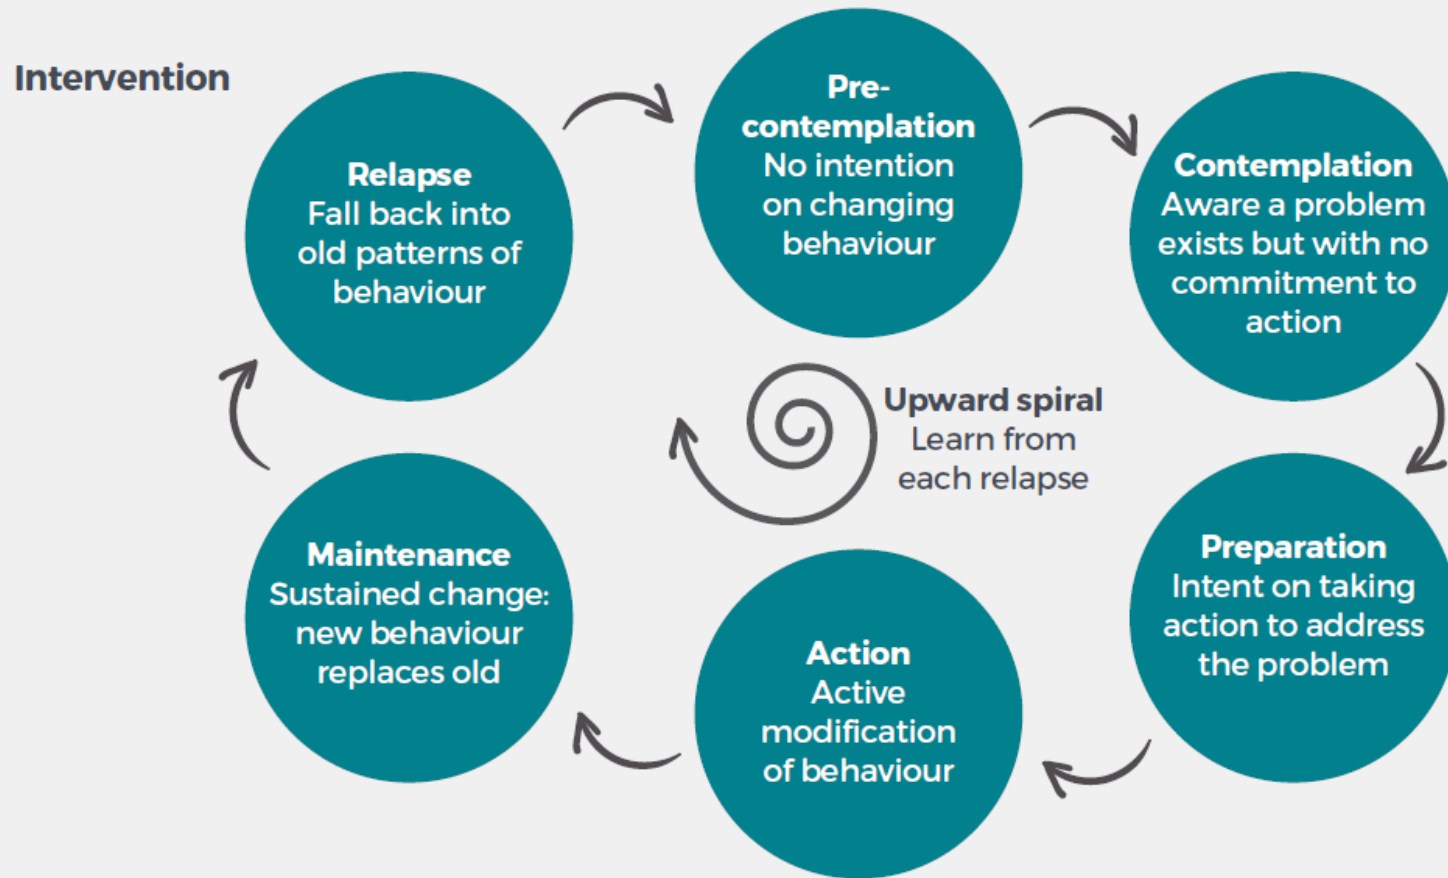 Intervention
Pre-
contemplation
No intention
on changing
behaviour
Contemplation
Aware a problem
exists but with no
commitment to
action
Preparation
Intent on taking
action to address
the problem
Action
Active
modification
of behaviour
Maintenance
Sustained change:
new behaviour
replaces old
Relapse
Fall back into
old patterns of
behaviour
Upward spiral
Learn from
each relapse